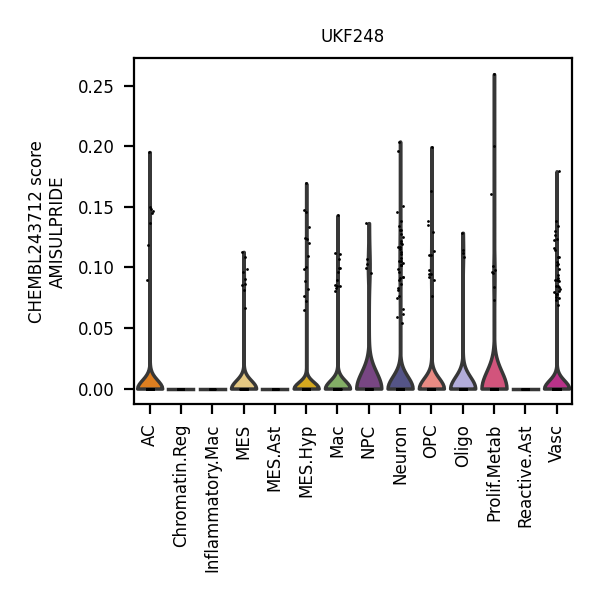 UKF248
CHEMBL243712 score
AMISULPRIDE
0.25
0.20
0.15
0.10
0.05
0.00
AC
Chromatin.Reg
Inflammatory.Mac
MES
MES.Ast
MES.Hyp
Mac
NPC
Neuron
OPC
Oligo
Prolif.Metab
Reactive.Ast
Vasc